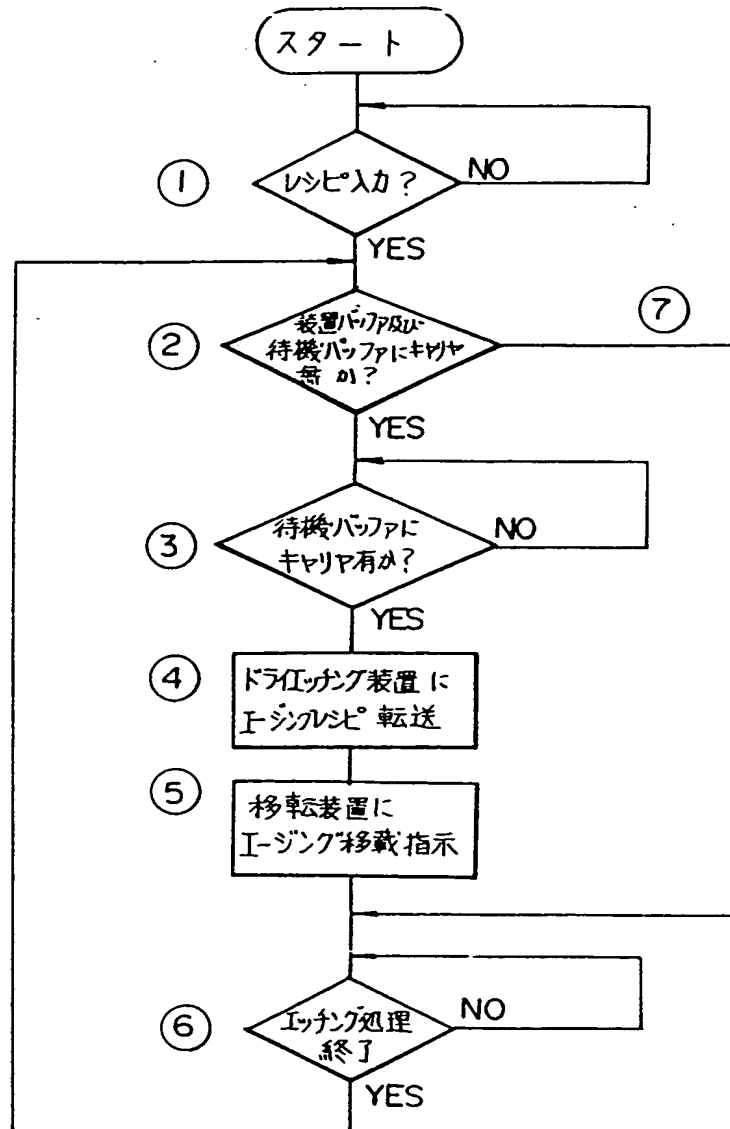 スタート
① レシピ入力? NO
YES
② 装置バッファ及び
待機バッファにキャリヤ
無か?
⑦
YES
③ 待機バッファに
キャリヤ有か?
NO
YES
④ ドライエッチング装置に
エージングレシピ転送
⑤ 移転装置に
エージング移載指示
⑥ エッチング処理
終了
NO
YES